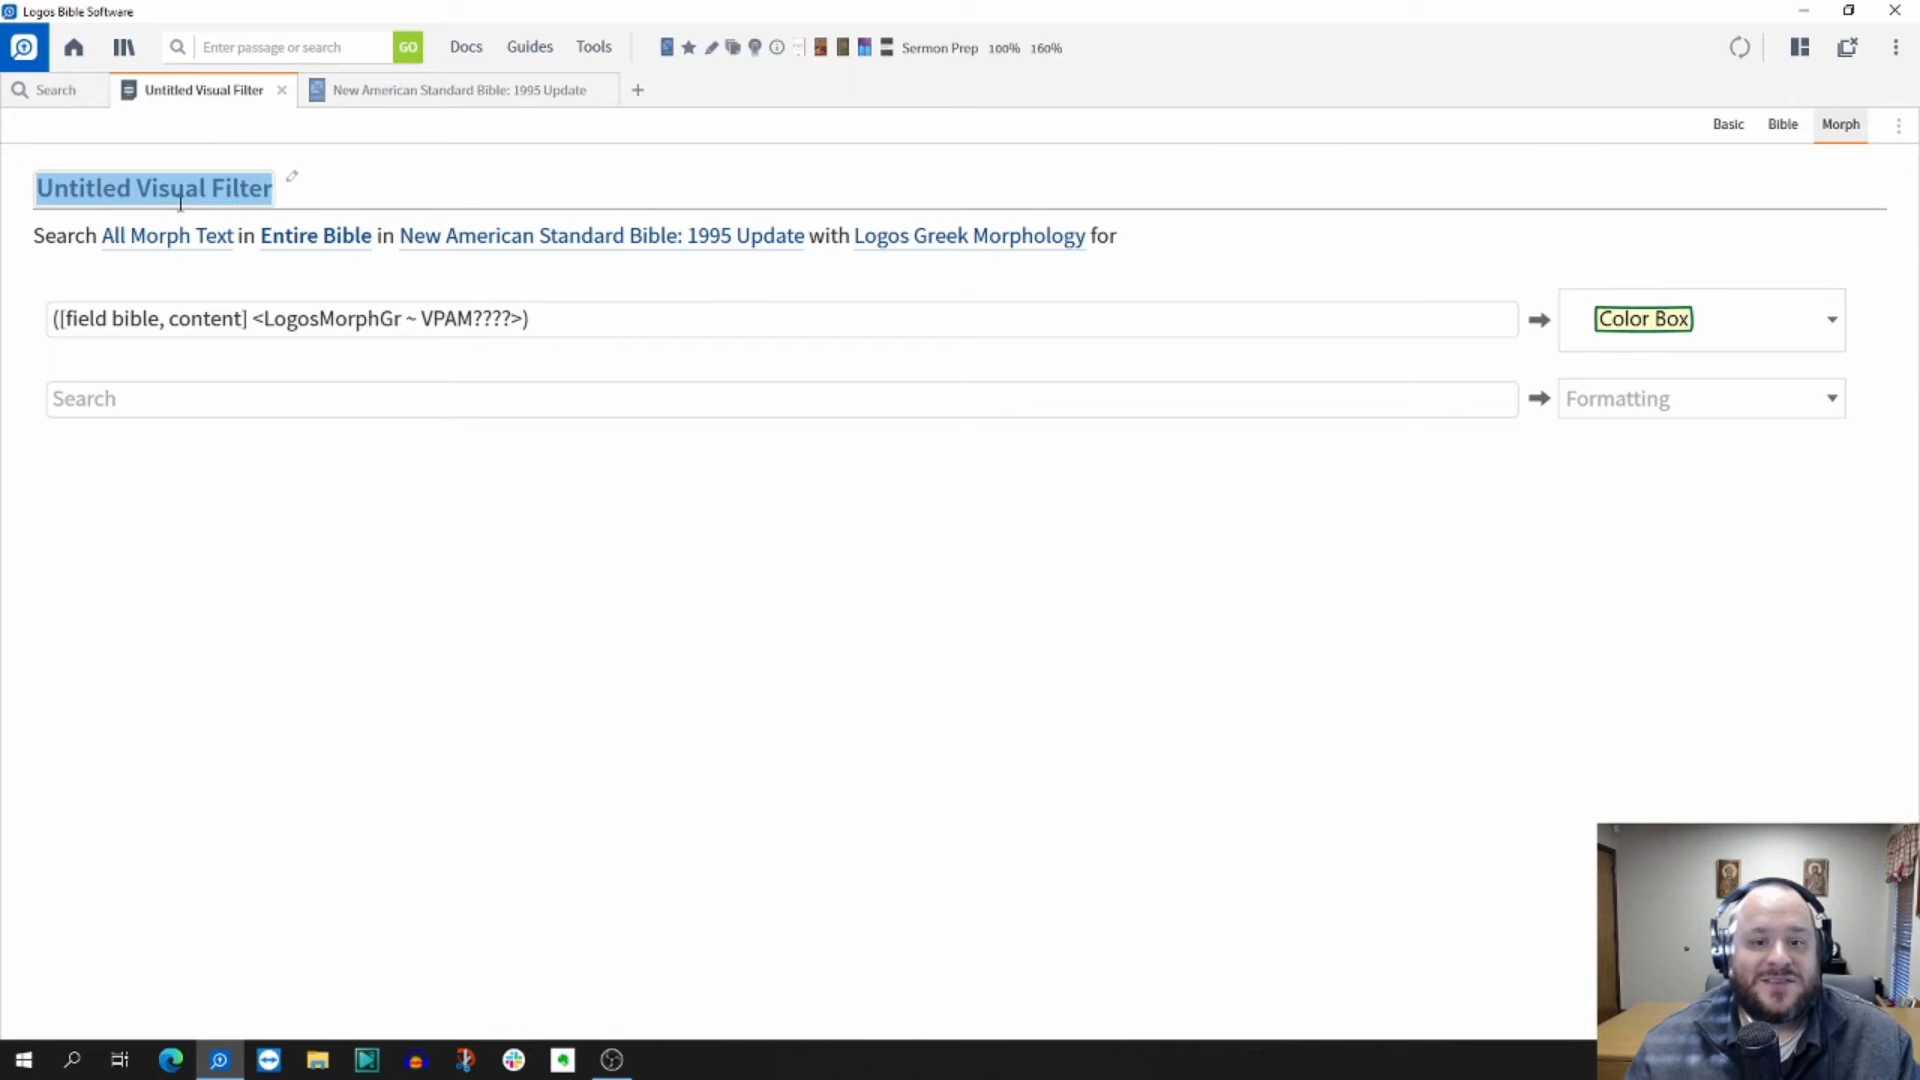 Logos Bible Software
Enter passage or search GO Docs Guides Tools Sermon Prep 100% 160%
Search Untitled Visual Filter New American Standard Bible: 1995 Update
Basic Bible Morph
Untitled Visual Filter
Search All Morph Text in Entire Bible in New American Standard Bible: 1995 Update with Logos Greek Morphology for
([field bible, content] <LogosMorphGr ~ VPAM????>) Color Box
Search Formatting